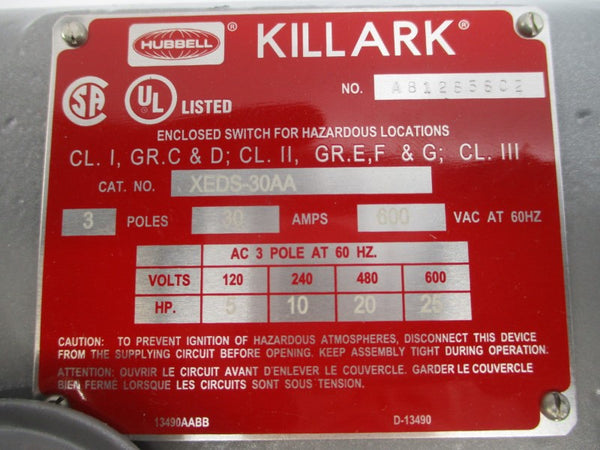 HUBBELL ® KILLARK®
NO. A81285602
SA ® UL ® LISTED
ENCLOSED SWITCH FOR HAZARDOUS LOCATIONS
CL. I, GR.C & D; CL. II, GR.E,F & G; CL. III
CAT. NO. XEDS-30AA
3 POLES 30 AMPS 600 VAC AT 60HZ
AC 3 POLE AT 60 HZ.
VOLTS 120 240 480 600
HP. 5 10 20 25
CAUTION: TO PREVENT IGNITION OF HAZARDOUS ATMOSPHERES, DISCONNECT THIS DEVICE
FROM THE SUPPLYING CIRCUIT BEFORE OPENING. KEEP ASSEMBLY TIGHT DURING OPERATION.
ATTENTION: OUVRIR LE CIRCUIT AVANT D'ENLEVER LE COUVERCLE. GARDER LE COUVERCLE
BIEN FERMÉ LORSQUE LES CIRCUITS SONT SOUS TENSION.
13490AABB D-13490